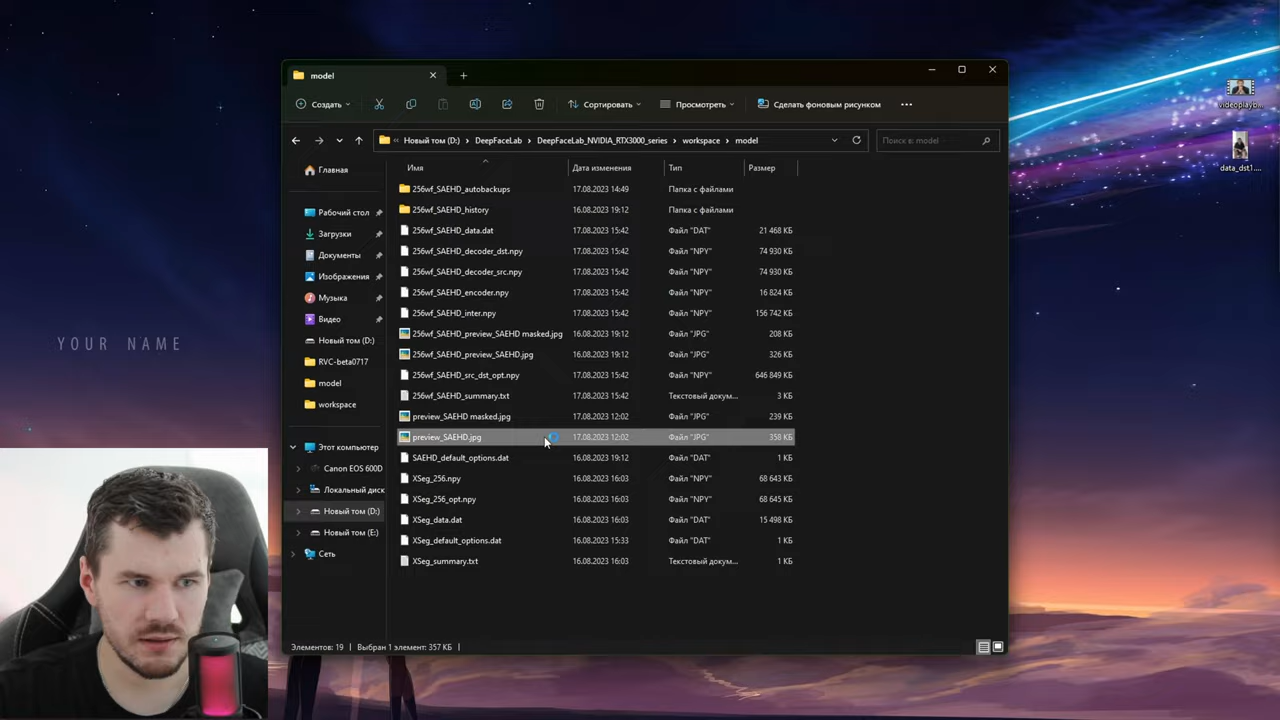 model
Создать
Сортировать
Просмотреть
Сделать фоновым рисунком
Новый том (D:) › DeepFaceLab › DeepFaceLab_NVIDIA_RTX3000_series › workspace › model
Поиск в: model
Имя Дата изменения Тип Размер
Главная
Рабочий стол
Загрузки
Документы
Изображения
Музыка
Видео
Новый том (D:)
RVC-beta0717
model
workspace
Этот компьютер
Canon EOS 600D
Локальный диск
Новый том (D:)
Новый том (E:)
Сеть
256wf_SAEHD_autobackups 17.08.2023 14:49 Папка с файлами
256wf_SAEHD_history 16.08.2023 19:12 Папка с файлами
256wf_SAEHD_data.dat 17.08.2023 15:42 Файл "DAT" 21 468 КБ
256wf_SAEHD_decoder_dst.npy 17.08.2023 15:42 Файл "NPY" 74 930 КБ
256wf_SAEHD_decoder_src.npy 17.08.2023 15:42 Файл "NPY" 74 930 КБ
256wf_SAEHD_encoder.npy 17.08.2023 15:42 Файл "NPY" 16 824 КБ
256wf_SAEHD_inter.npy 17.08.2023 15:42 Файл "NPY" 156 742 КБ
256wf_SAEHD_preview_SAEHD masked.jpg 16.08.2023 19:12 Файл "JPG" 208 КБ
256wf_SAEHD_preview_SAEHD.jpg 16.08.2023 19:12 Файл "JPG" 326 КБ
256wf_SAEHD_src_dst_opt.npy 17.08.2023 15:42 Файл "NPY" 646 849 КБ
256wf_SAEHD_summary.txt 17.08.2023 15:42 Текстовый докум... 3 КБ
preview_SAEHD masked.jpg 17.08.2023 12:02 Файл "JPG" 239 КБ
preview_SAEHD.jpg 17.08.2023 12:02 Файл "JPG" 358 КБ
SAEHD_default_options.dat 16.08.2023 19:12 Файл "DAT" 1 КБ
XSeg_256.npy 16.08.2023 16:03 Файл "NPY" 68 643 КБ
XSeg_256_opt.npy 16.08.2023 16:03 Файл "NPY" 68 645 КБ
XSeg_data.dat 16.08.2023 16:03 Файл "DAT" 15 498 КБ
XSeg_default_options.dat 16.08.2023 15:33 Файл "DAT" 1 КБ
XSeg_summary.txt 16.08.2023 16:03 Текстовый докум... 1 КБ
Элементов: 19 Выбран 1 элемент: 357 КБ
YOUR NAME
videoplayb...
data_dst1....